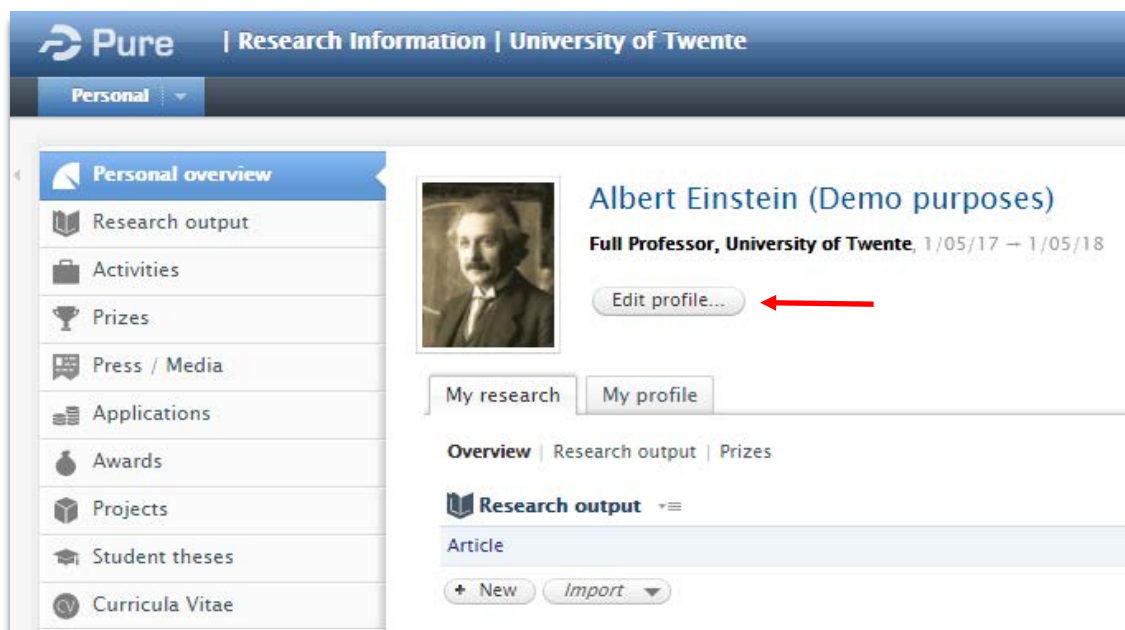 Pure | Research Information | University of Twente
Personal
Personal overview
Research output
Activities
Prizes
Press / Media
Applications
Awards
Projects
Student theses
CV Curricula Vitae
Albert Einstein (Demo purposes)
Full Professor, University of Twente, 1/05/17 → 1/05/18
Edit profile...
My research My profile
Overview | Research output | Prizes
Research output
Article
+ New Import